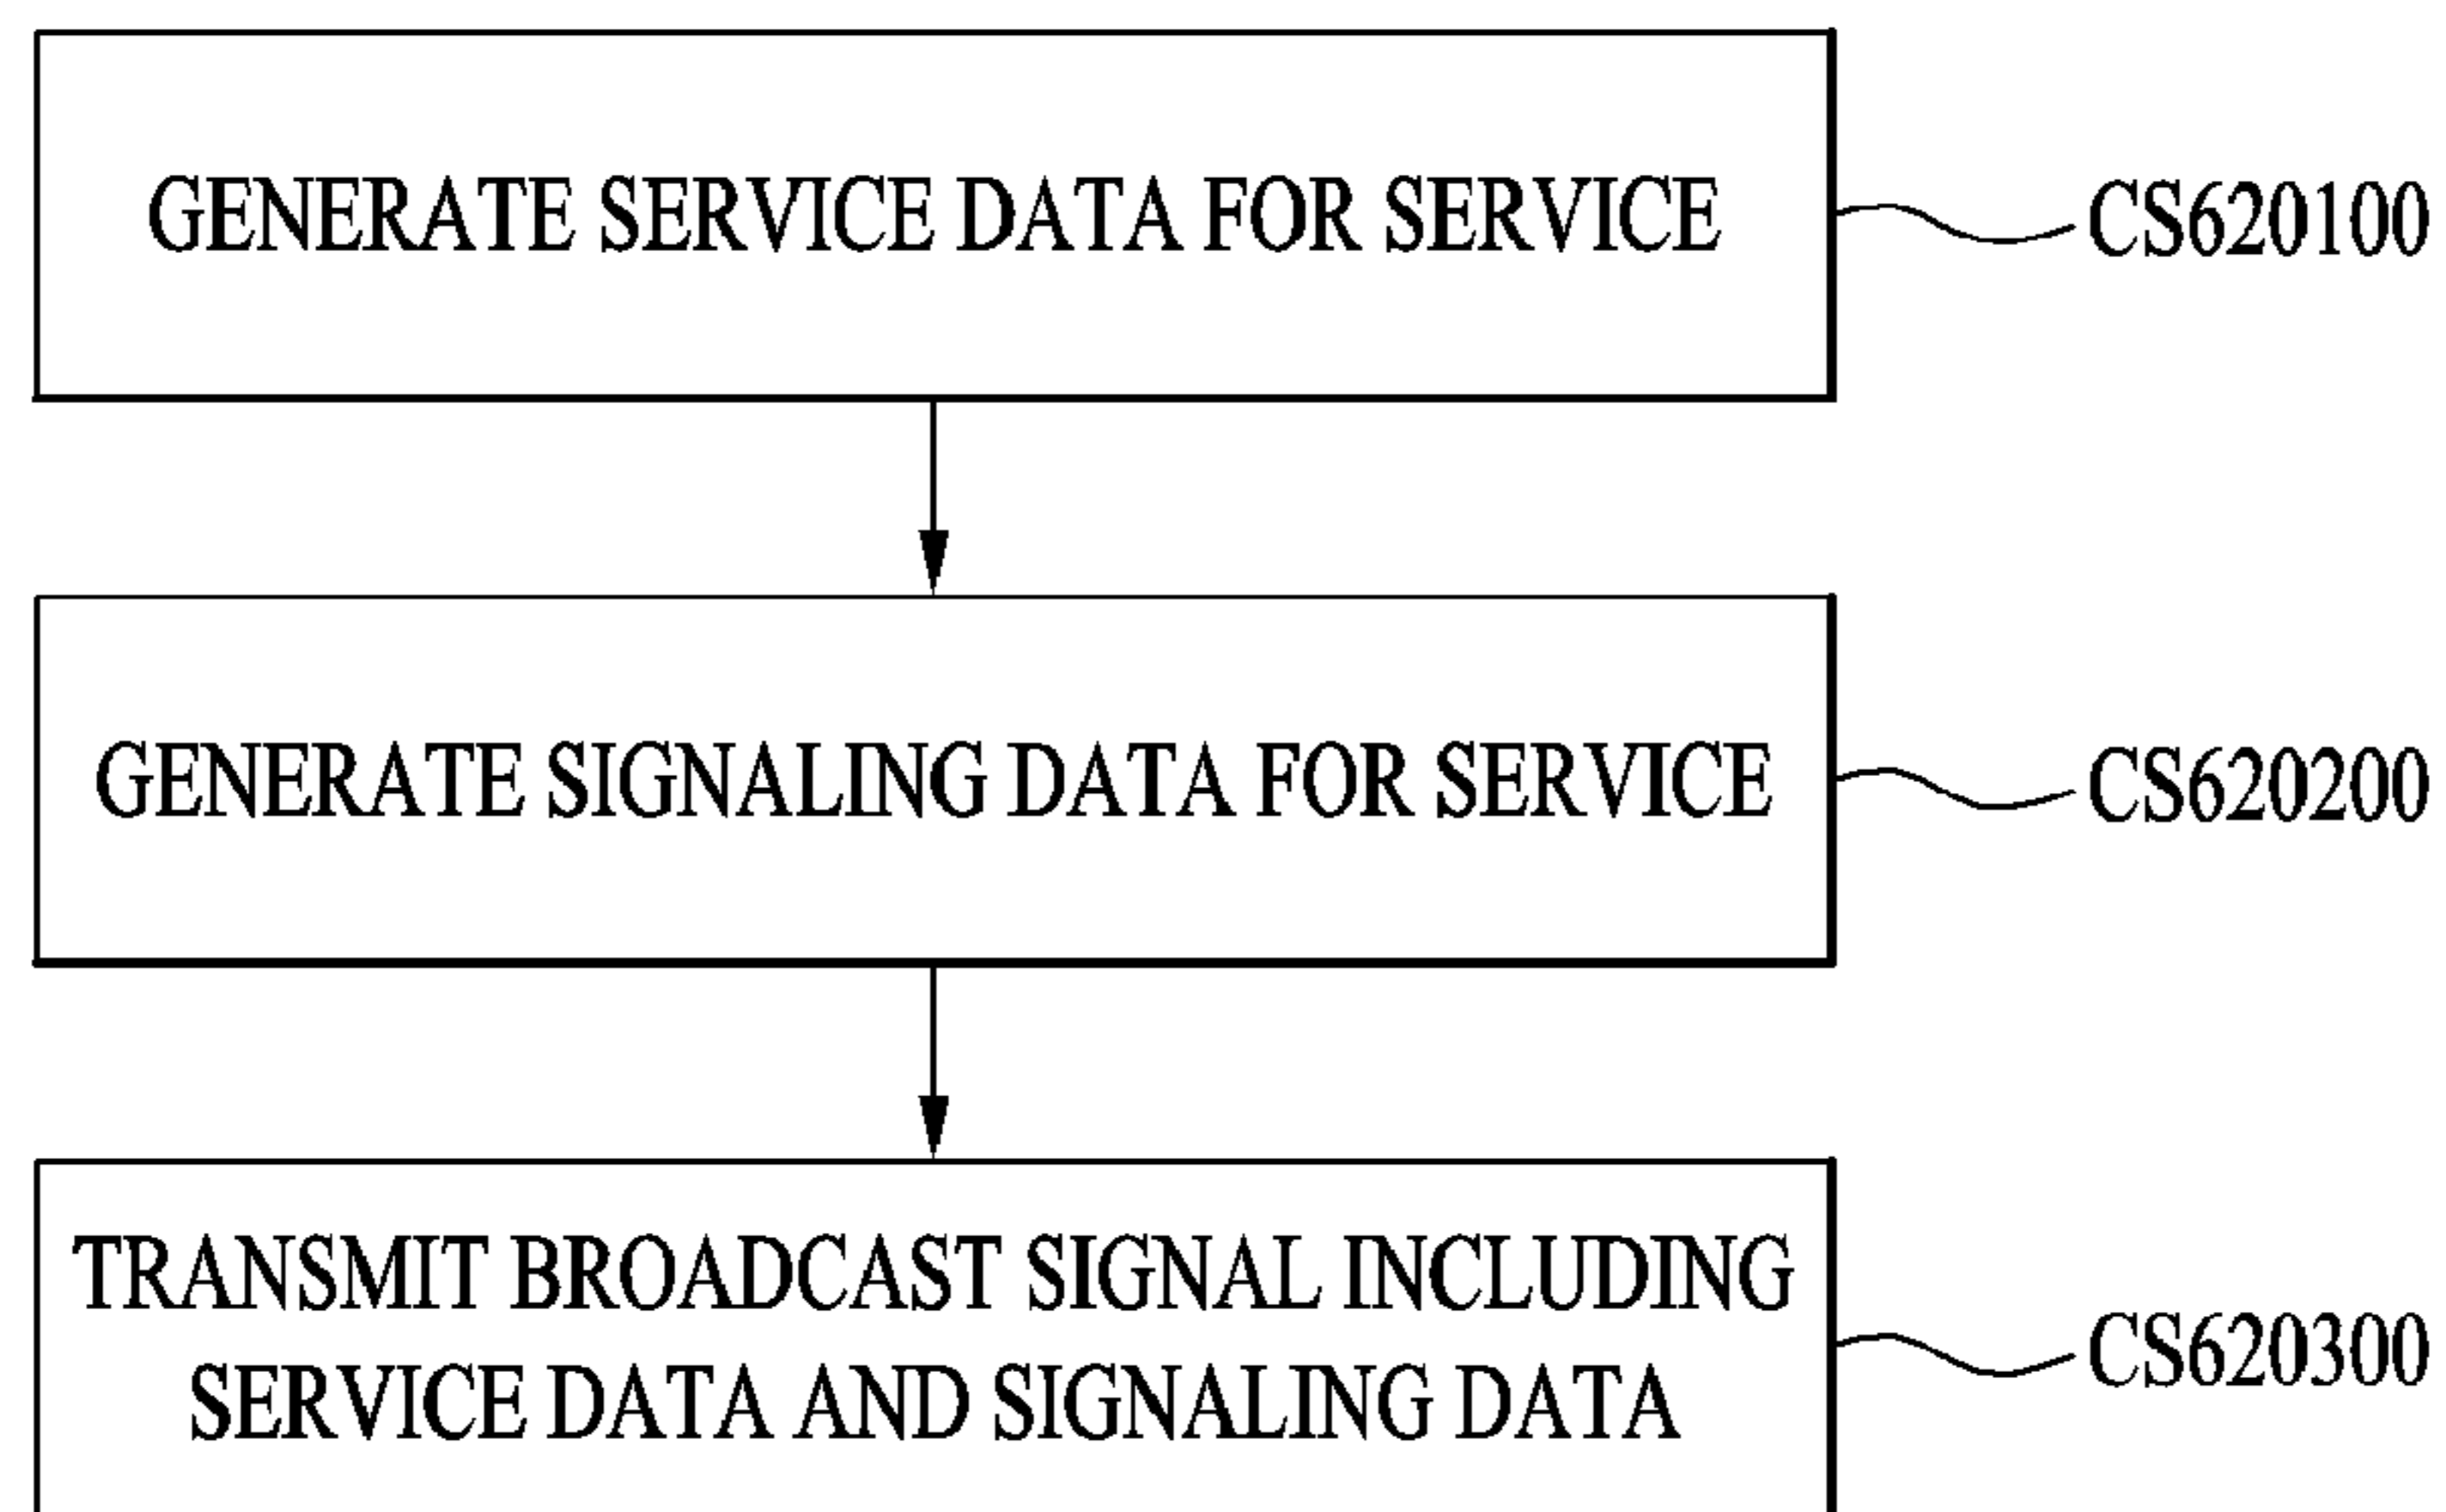 GENERATE SERVICE DATA FOR SERVICE
CS620100
GENERATE SIGNALING DATA FOR SERVICE
CS620200
TRANSMIT BROADCAST SIGNAL INCLUDING
SERVICE DATA AND SIGNALING DATA
CS620300